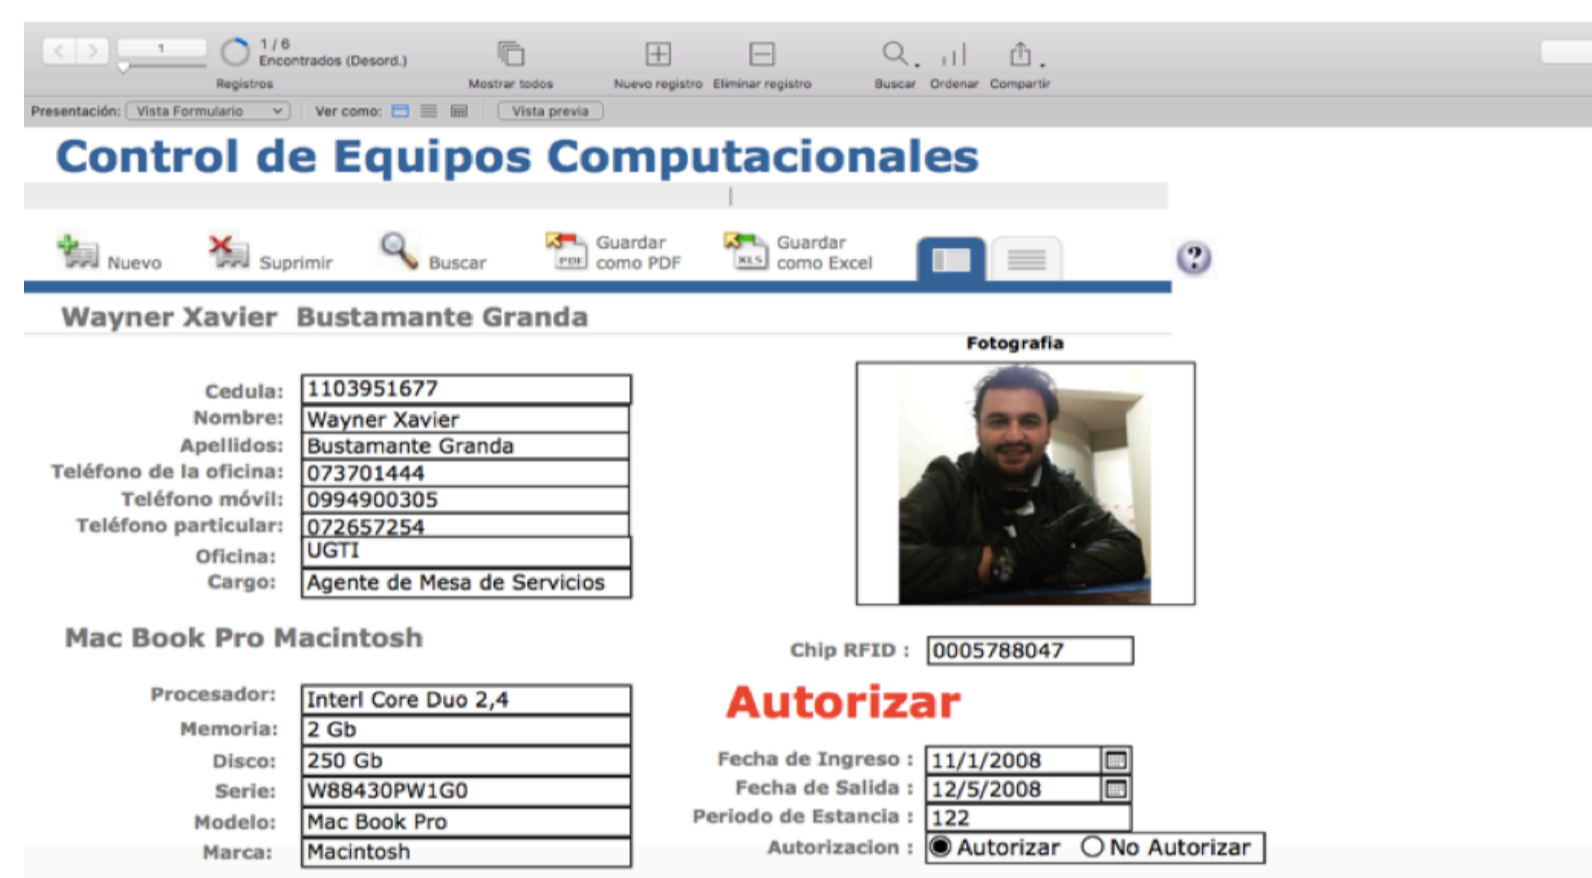 1
1 / 6
Encontrados (Desord.)
Registros
Mostrar todos
Nuevo registro
Eliminar registro
Buscar
Ordenar
Compartir
Presentación: Vista Formulario
Ver como:
Vista previa
Control de Equipos Computacionales
Nuevo
Suprimir
Buscar
PDF
Guardar
como PDF
XLS
Guardar
como Excel
?
Wayner Xavier Bustamante Granda
Fotografia
Cedula: 1103951677
Nombre: Wayner Xavier
Apellidos: Bustamante Granda
Teléfono de la oficina: 073701444
Teléfono móvil: 0994900305
Teléfono particular: 072657254
Oficina: UGTI
Cargo: Agente de Mesa de Servicios
Mac Book Pro Macintosh
Chip RFID : 0005788047
Procesador: Interl Core Duo 2,4
Memoria: 2 Gb
Disco: 250 Gb
Serie: W88430PW1G0
Modelo: Mac Book Pro
Marca: Macintosh
Autorizar
Fecha de Ingreso : 11/1/2008
Fecha de Salida : 12/5/2008
Periodo de Estancia : 122
Autorizacion : Autorizar No Autorizar